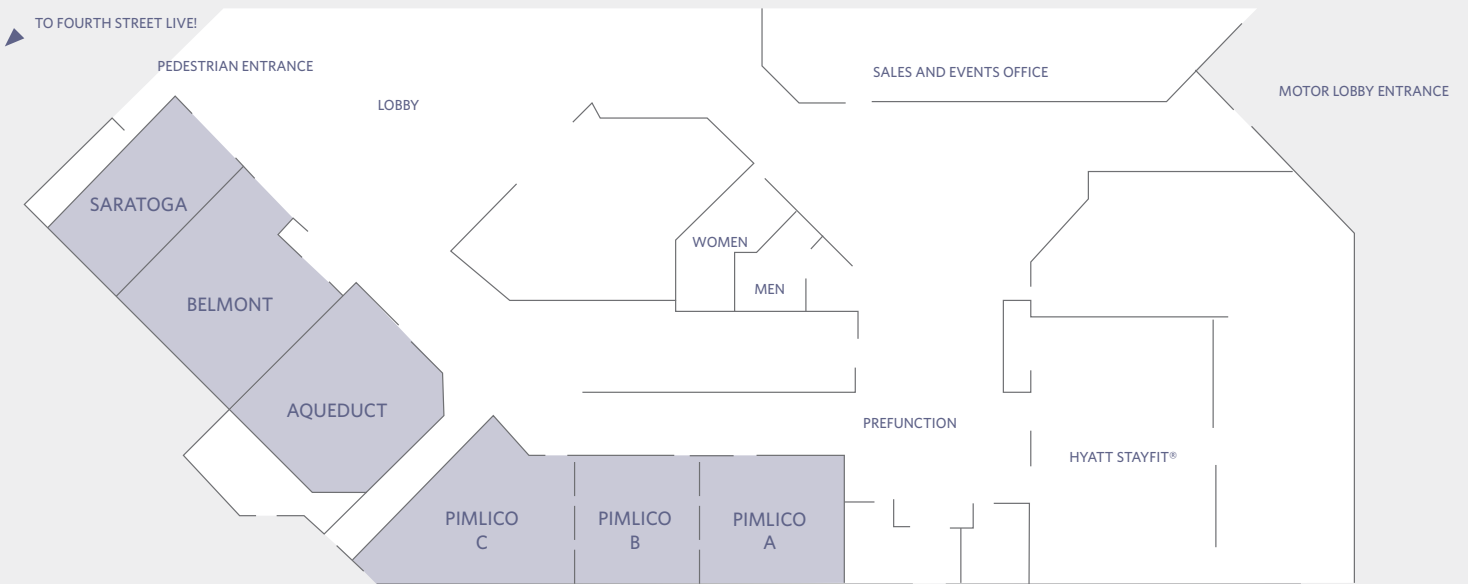 TO FOURTH STREET LIVE!
PEDESTRIAN ENTRANCE
SALES AND EVENTS OFFICE
MOTOR LOBBY ENTRANCE
LOBBY
SARATOGA
WOMEN
MEN
BELMONT
AQUEDUCT
PREFUNCTION
HYATT STAYFIT®
PIMLICO
C
PIMLICO
B
PIMLICO
A